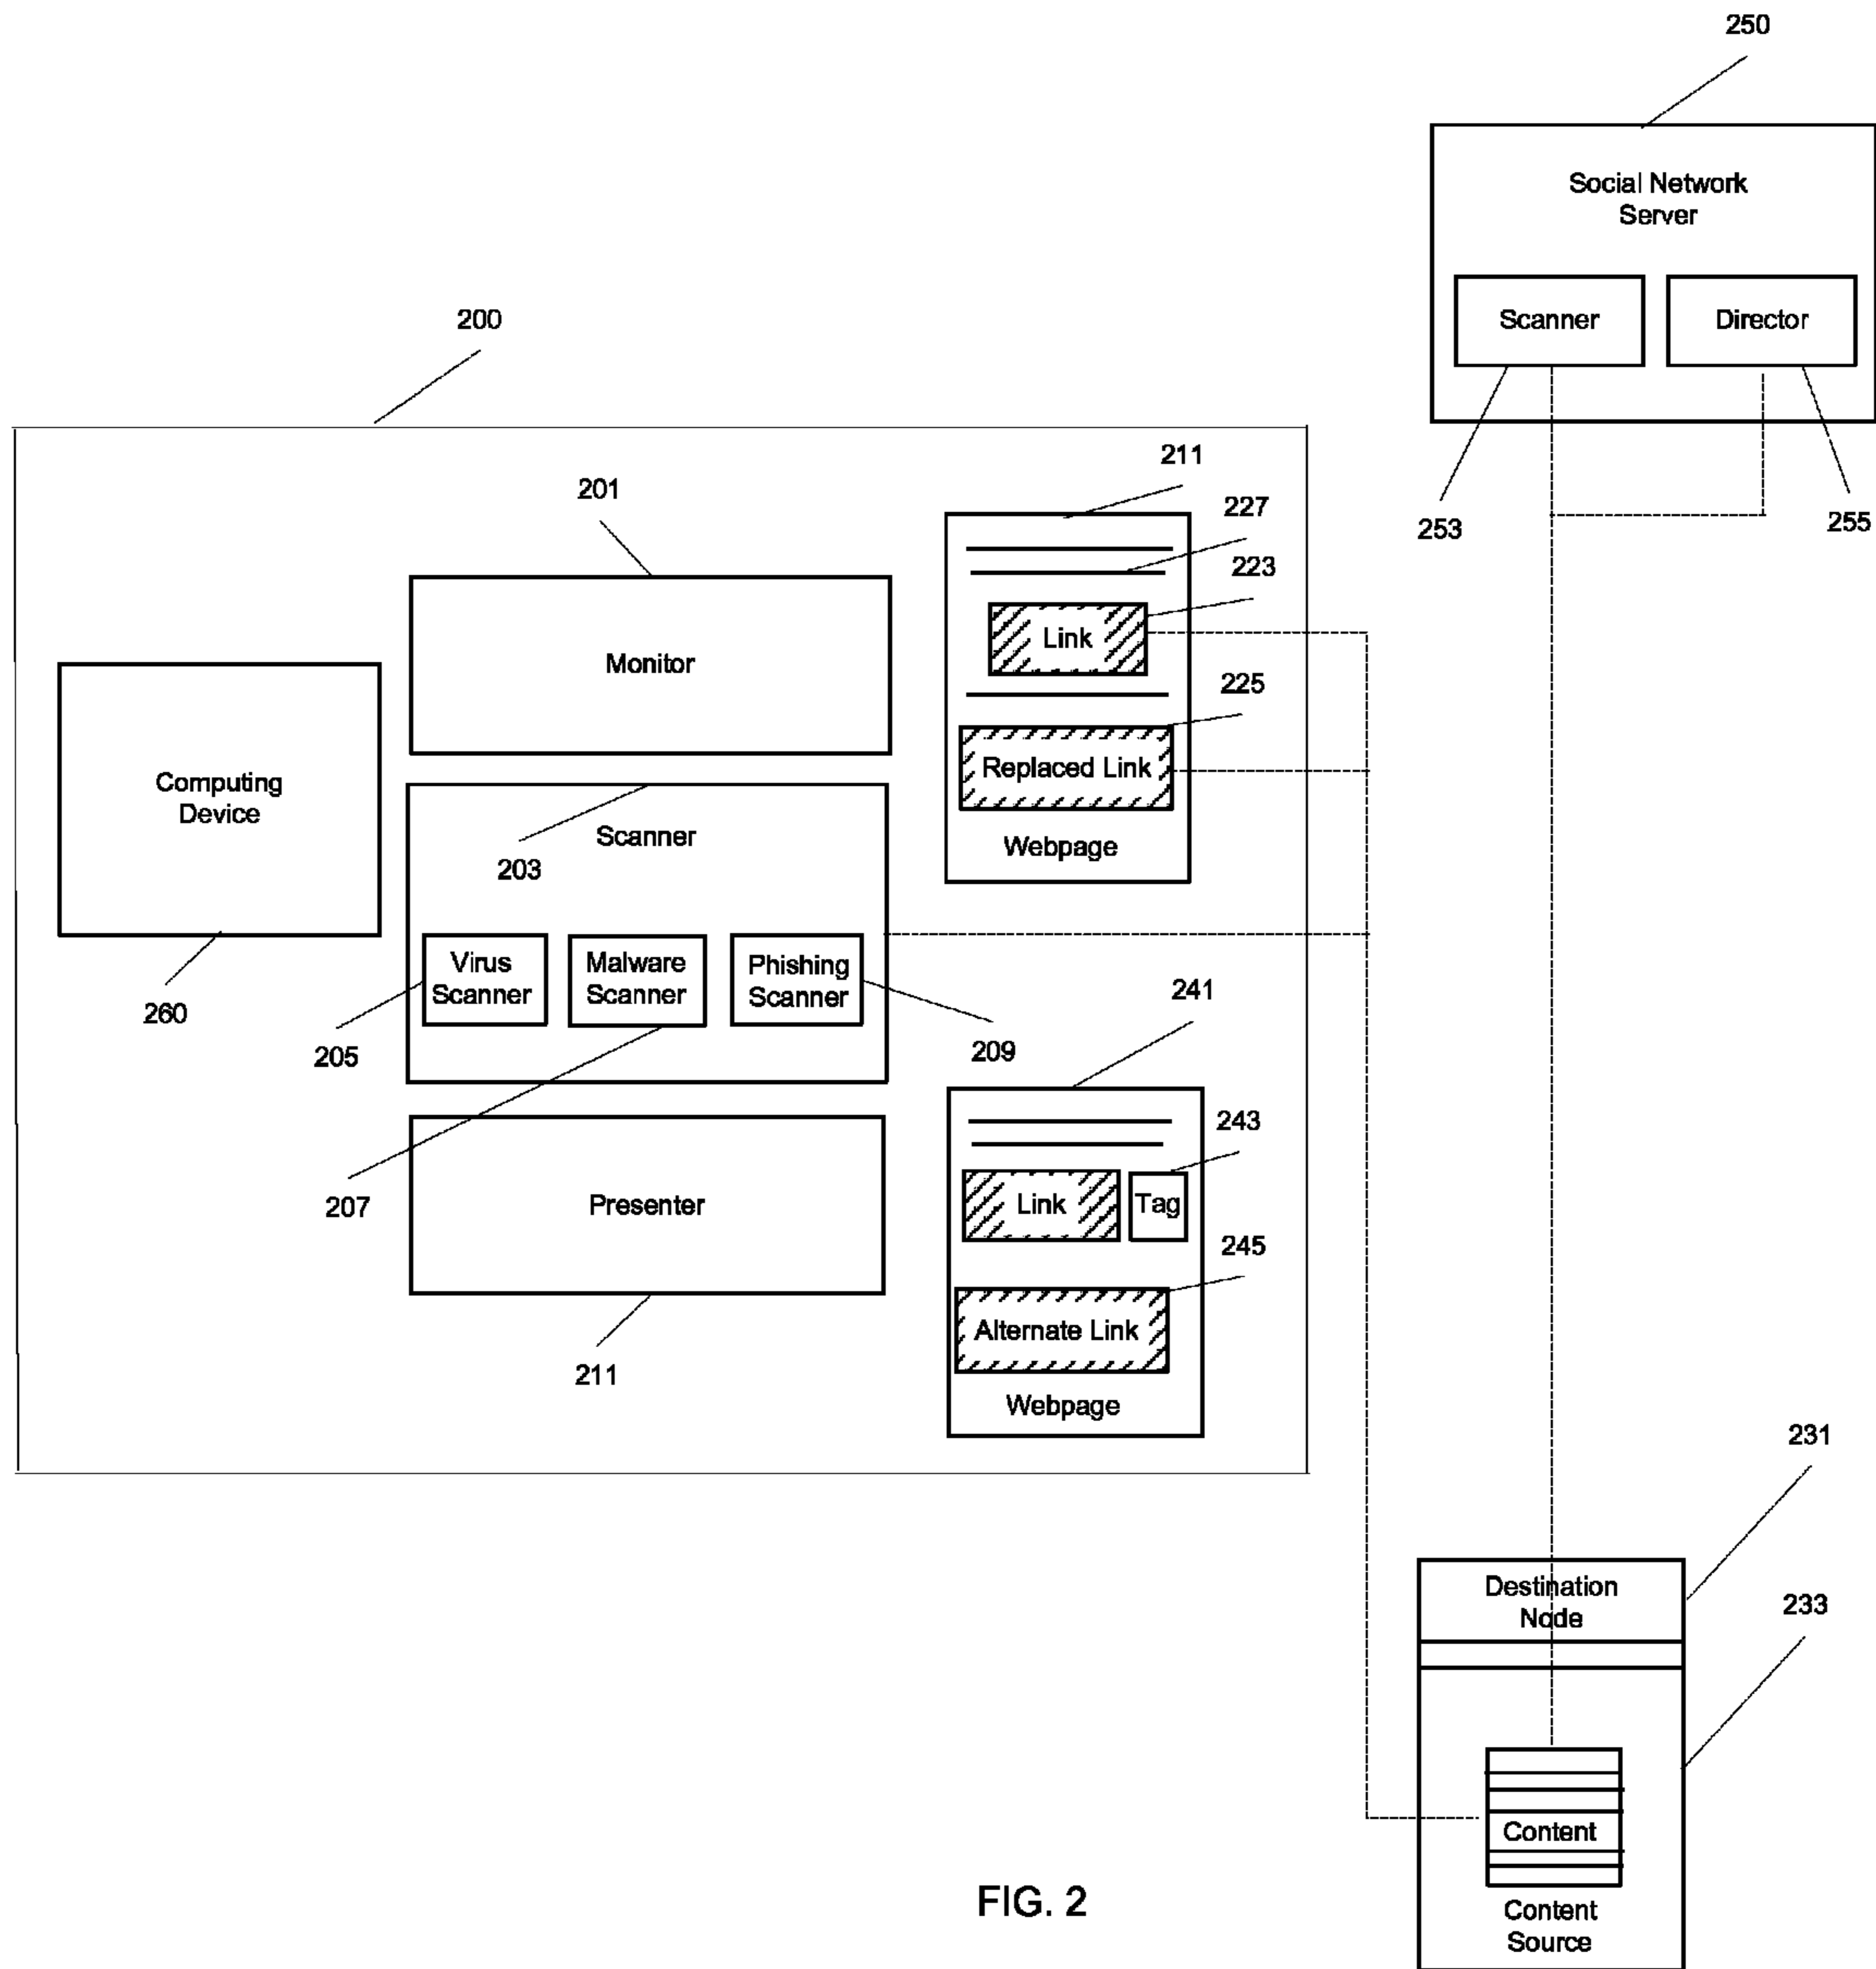 250
Social Network
Server
Scanner
Director
253
255
200
201
Monitor
Computing
Device
260
203
Scanner
Virus
Scanner
Malware
Scanner
Phishing
Scanner
205
207
209
Presenter
211
211
227
223
Link
225
Replaced Link
Webpage
241
243
Link
Tag
245
Alternate Link
Webpage
231
Destination
Node
233
Content
Content
Source
FIG. 2